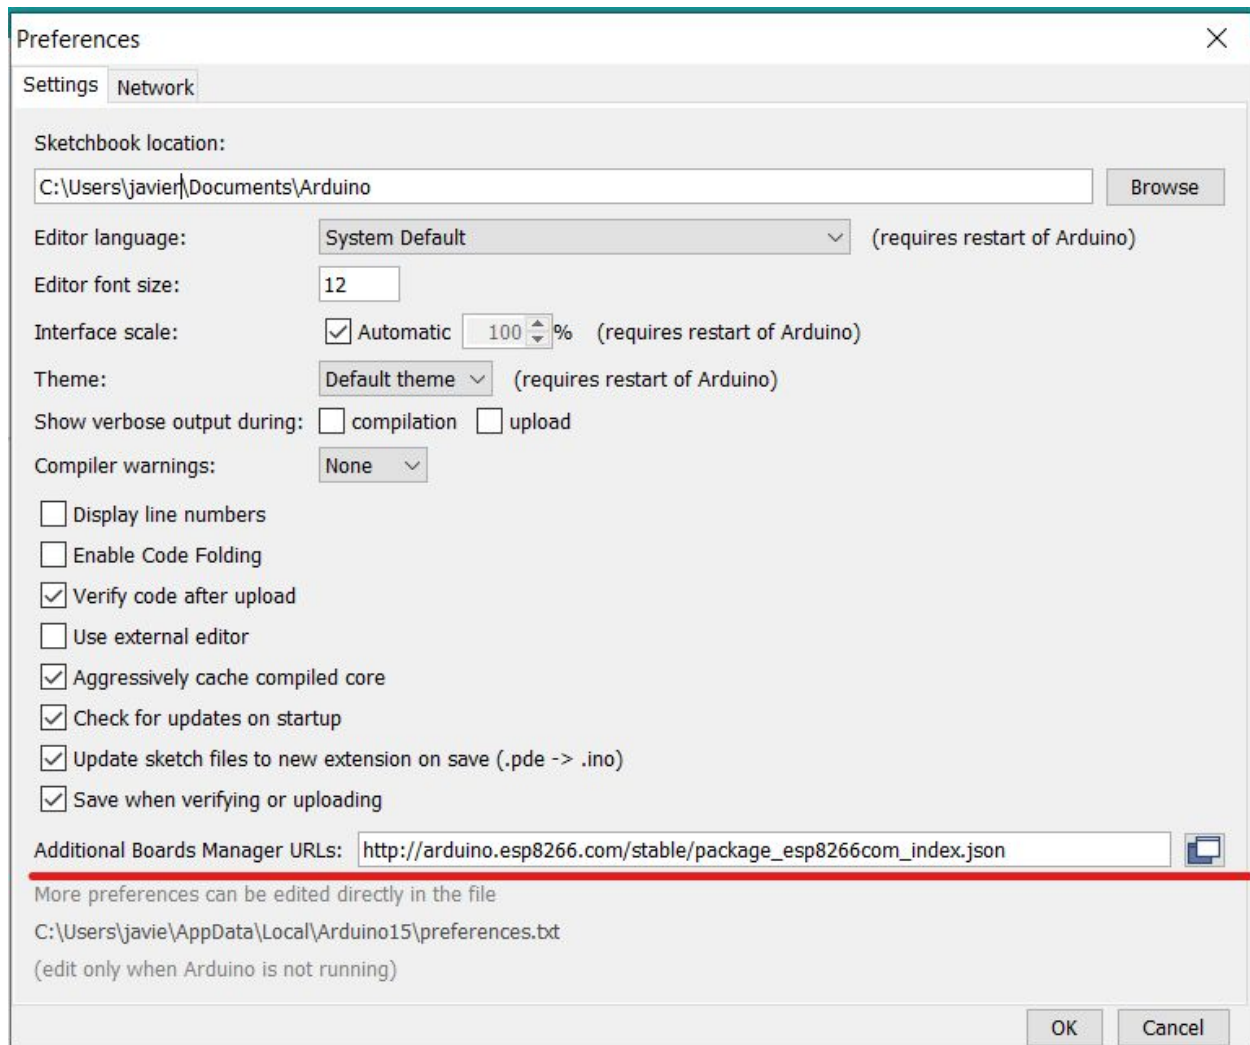 Preferences
Settings Network
Sketchbook location:
C:\Users\javier\Documents\Arduino Browse
Editor language: System Default (requires restart of Arduino)
Editor font size: 12
Interface scale: Automatic 100 % (requires restart of Arduino)
Theme: Default theme (requires restart of Arduino)
Show verbose output during: compilation upload
Compiler warnings: None
Display line numbers
Enable Code Folding
Verify code after upload
Use external editor
Aggressively cache compiled core
Check for updates on startup
Update sketch files to new extension on save (.pde -> .ino)
Save when verifying or uploading
Additional Boards Manager URLs: http://arduino.esp8266.com/stable/package_esp8266com_index.json
More preferences can be edited directly in the file
C:\Users\javie\AppData\Local\Arduino15\preferences.txt
(edit only when Arduino is not running)
OK Cancel